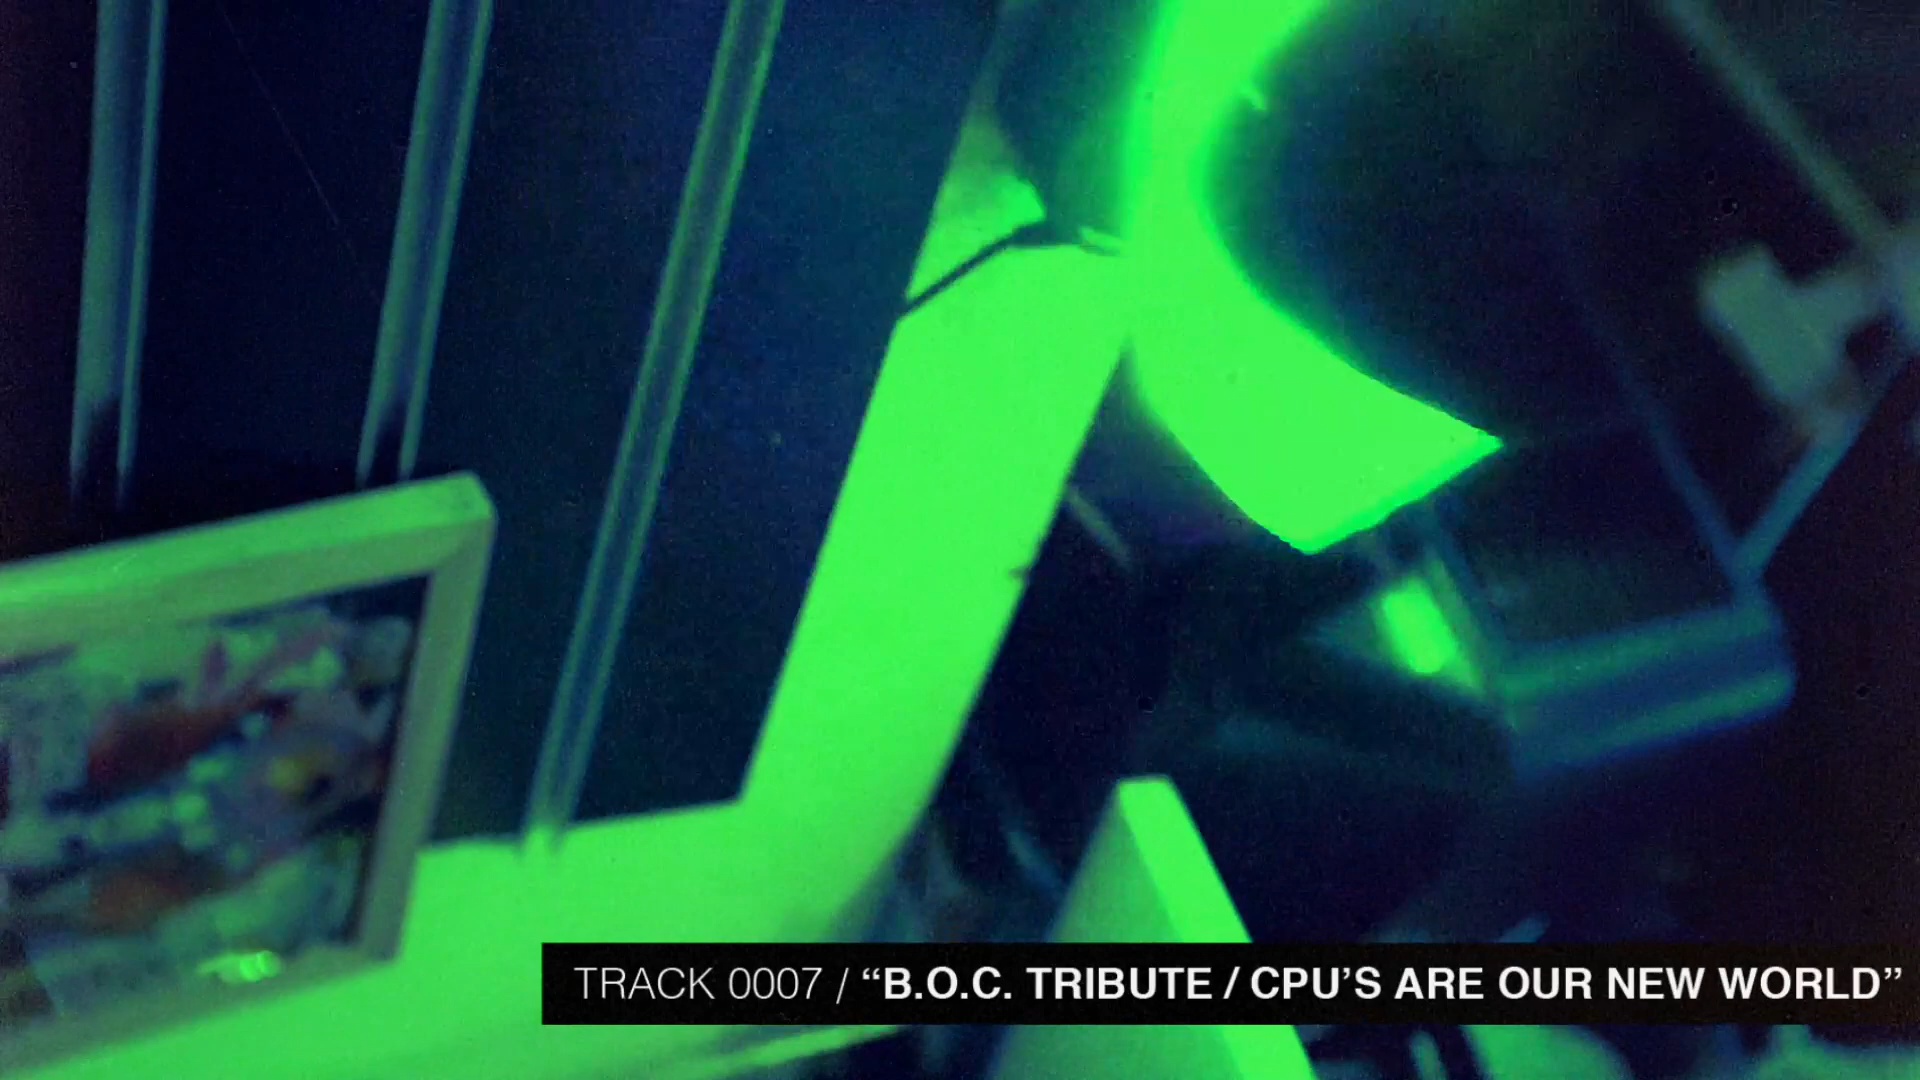 TRACK 0007 / “B.O.C. TRIBUTE / CPU’S ARE OUR NEW WORLD”